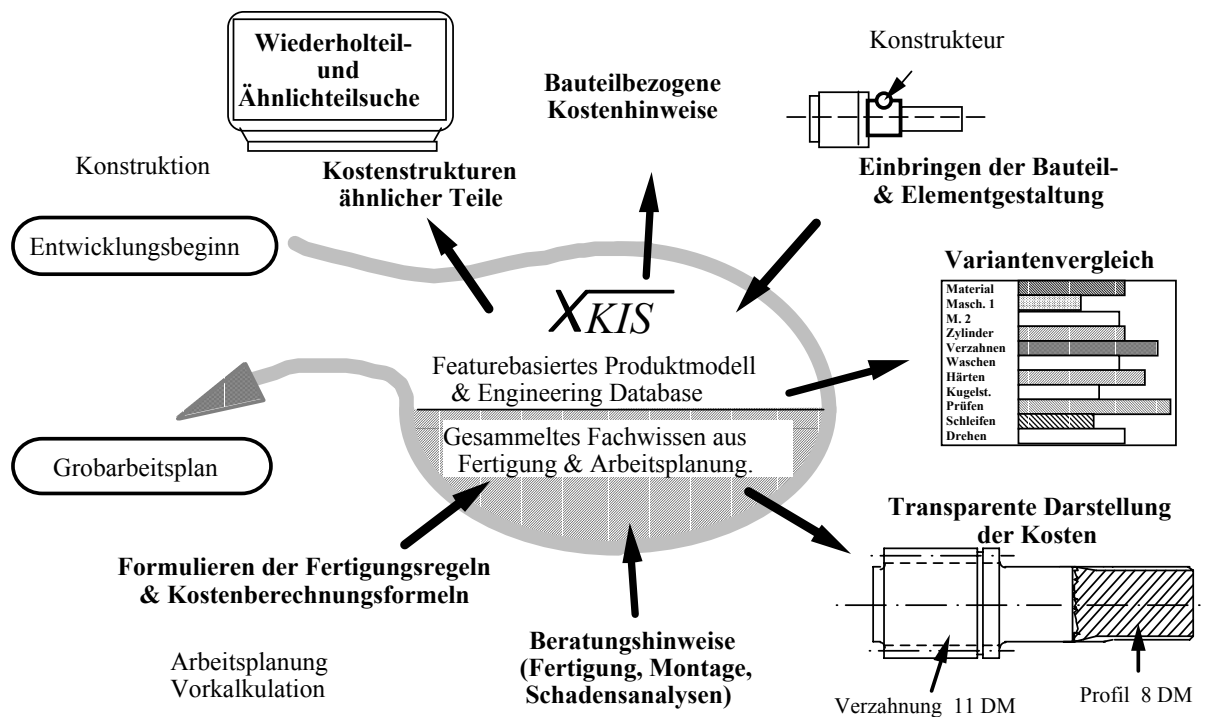 Wiederholteil-
und
Ähnlichteilsuche
Konstruktion
Kostenstrukturen
ähnlicher Teile
Bauteilbezogene
Kostenhinweise
Konstrukteur
Einbringen der Bauteil-
& Elementgestaltung
Entwicklungsbeginn
Variantenvergleich
Material
Masch. 1
M. 2
Zylinder
Verzahnen
Waschen
Härten
Kugelst.
Prüfen
Schleifen
Drehen
XKIS
Featurebasiertes Produktmodell
& Engineering Database
Gesammeltes Fachwissen aus
Fertigung & Arbeitsplanung.
Grobarbeitsplan
Formulieren der Fertigungsregeln
& Kostenberechnungsformeln
Arbeitsplanung
Vorkalkulation
Beratungshinweise
(Fertigung, Montage,
Schadensanalysen)
Transparente Darstellung
der Kosten
Verzahnung 11 DM
Profil 8 DM